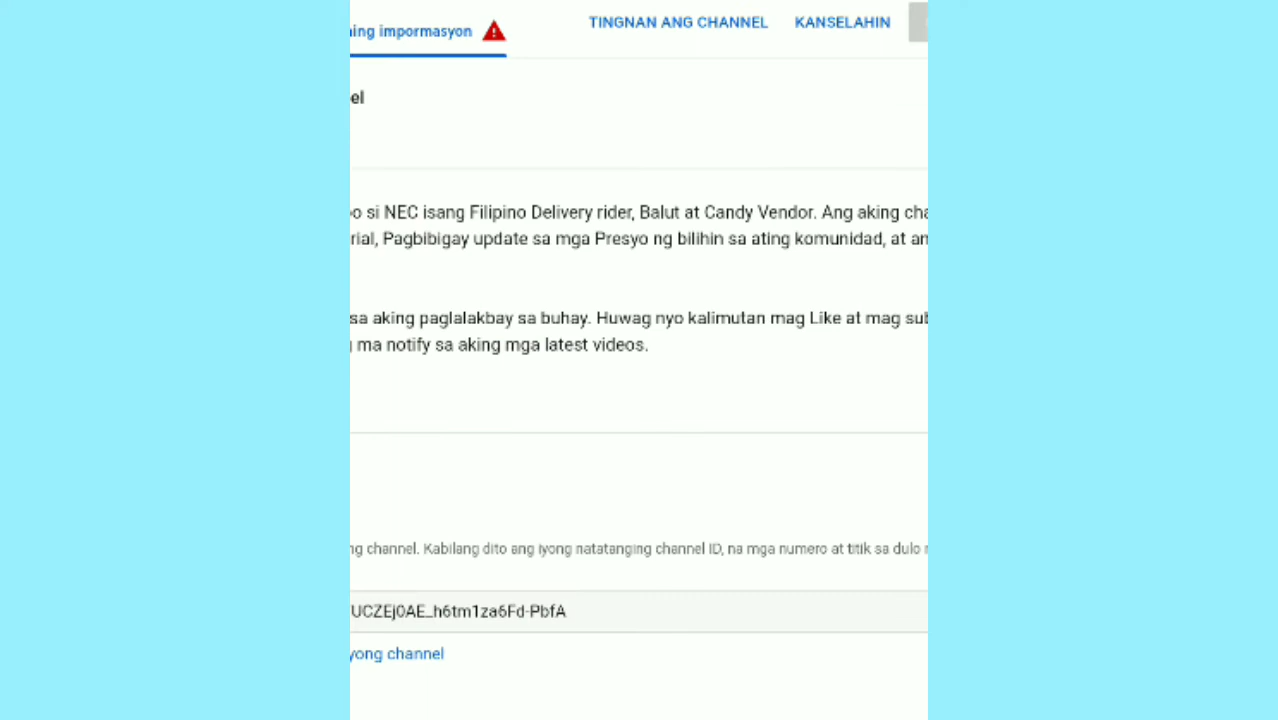 ing impormasyon
TINGNAN ANG CHANNEL
KANSELAHIN
el
o si NEC isang Filipino Delivery rider, Balut at Candy Vendor. Ang aking cha
rial, Pagbibigay update sa mga Presyo ng bilihin sa ating komunidad, at an
sa aking paglalakbay sa buhay. Huwag nyo kalimutan mag Like at mag sub
ma notify sa aking mga latest videos.
ng channel. Kabilang dito ang iyong natatanging channel ID, na mga numero at titik sa dulo
UCZEj0AE_h6tm1za6Fd-PbfA
yong channel